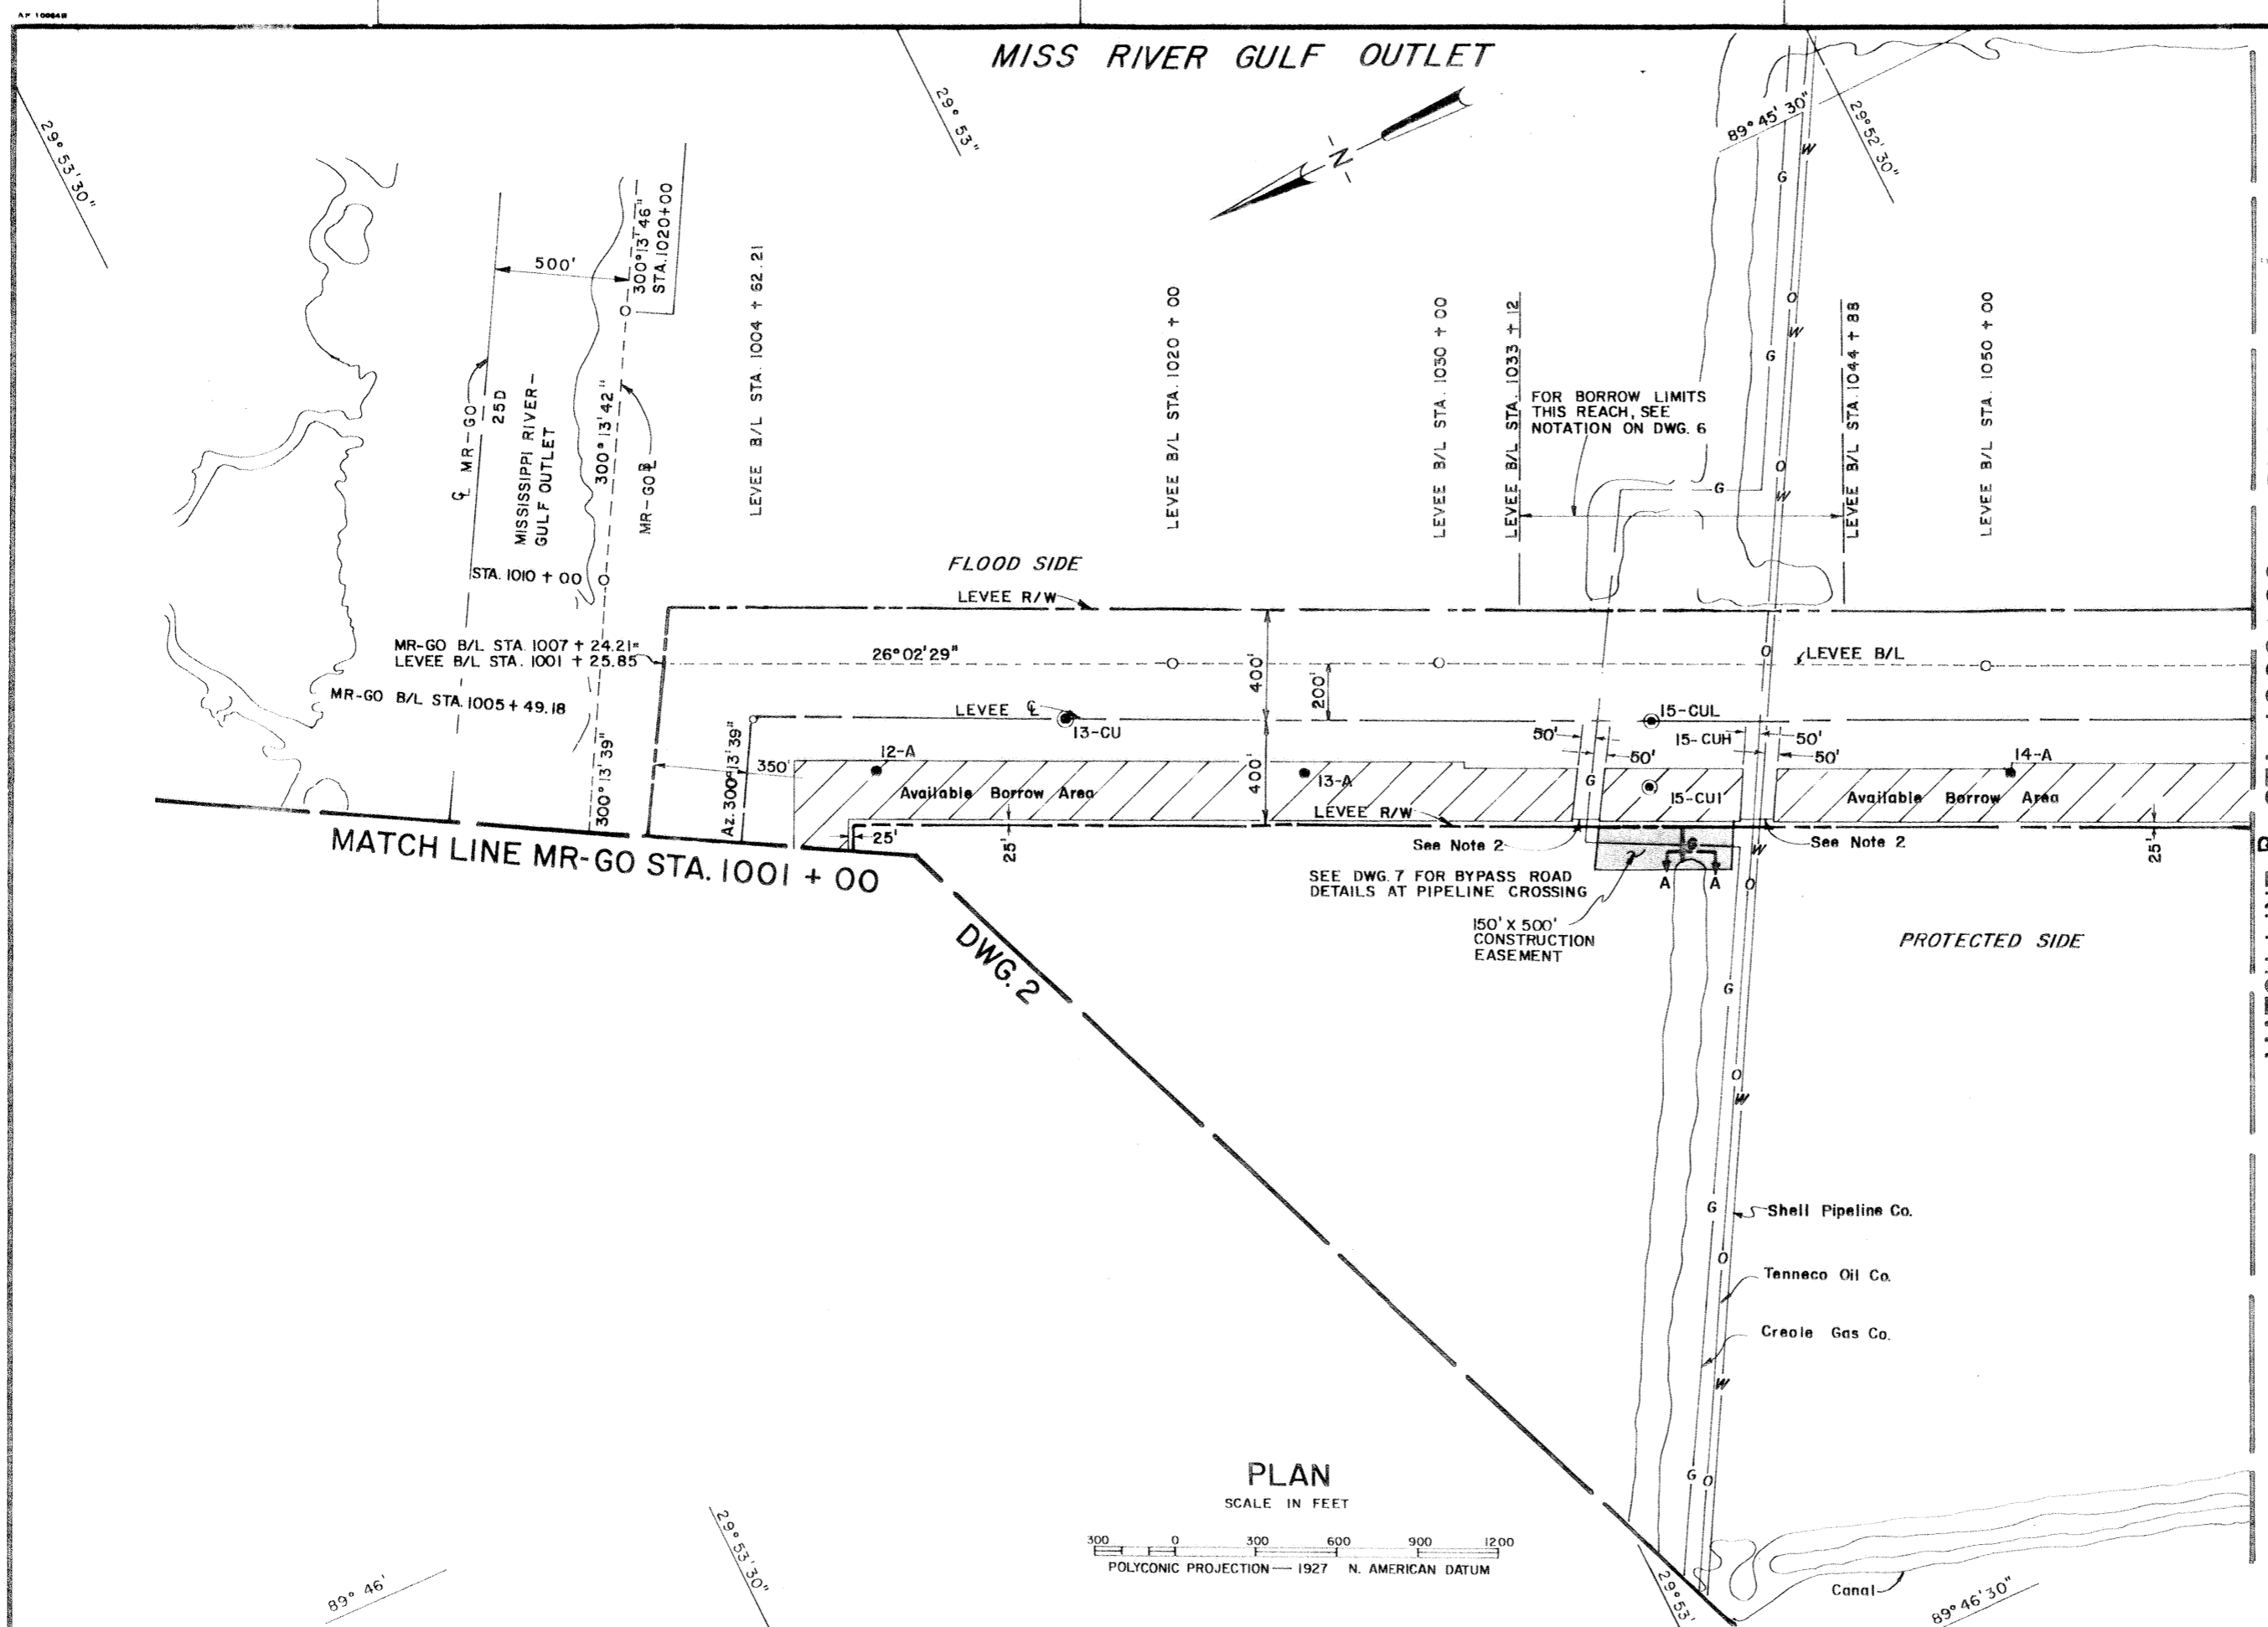 AF 10064B
MISS RIVER GULF OUTLET
29° 53' 30"
29° 53"
29° 52' 30"
89° 45' 30"
N
500'
300° 13' 46"
STA. 1020+00
LEVEE B/L STA. 1004 + 62.21
LEVEE B/L STA. 1020 + 00
LEVEE B/L STA. 1030 + 00
LEVEE B/L STA. 1033 + 12
LEVEE B/L STA. 1044 + 88
LEVEE B/L STA. 1050 + 00
FOR BORROW LIMITS
THIS REACH, SEE
NOTATION ON DWG. 6
℄ MR-GO
25D
MISSISSIPPI RIVER-
GULF OUTLET
300° 13' 42"
MR-GO B/L
STA. 1010 + 00
FLOOD SIDE
LEVEE R/W
MR-GO B/L STA. 1007 + 24.21=
LEVEE B/L STA. 1001 + 25.85
26° 02' 29"
LEVEE B/L
400'
200'
MR-GO B/L STA. 1005 + 49.18
LEVEE ℄
13-CU
15-CUL
15-CUH
50'
50'
50'
50'
300° 13' 39"
Az. 300° 13' 39"
350'
12-A
13-A
14-A
400'
Available Borrow Area
15-CUI
Available Borrow Area
LEVEE R/W
25'
25'
25'
See Note 2
See Note 2
MATCH LINE MR-GO STA. 1001 + 00
DWG. 2
SEE DWG. 7 FOR BYPASS ROAD
DETAILS AT PIPELINE CROSSING
A A
150' X 500'
CONSTRUCTION
EASEMENT
PROTECTED SIDE
G
W
G
O
W
G
O
W
G
O
G
G
W
O
G
O
W
G
O
W
G O
Shell Pipeline Co.
Tenneco Oil Co.
Creole Gas Co.
PLAN
SCALE IN FEET
300 0 300 600 900 1200
POLYCONIC PROJECTION — 1927 N. AMERICAN DATUM
89° 46'
29° 53' 30"
29° 53'
Canal
89° 46' 30"